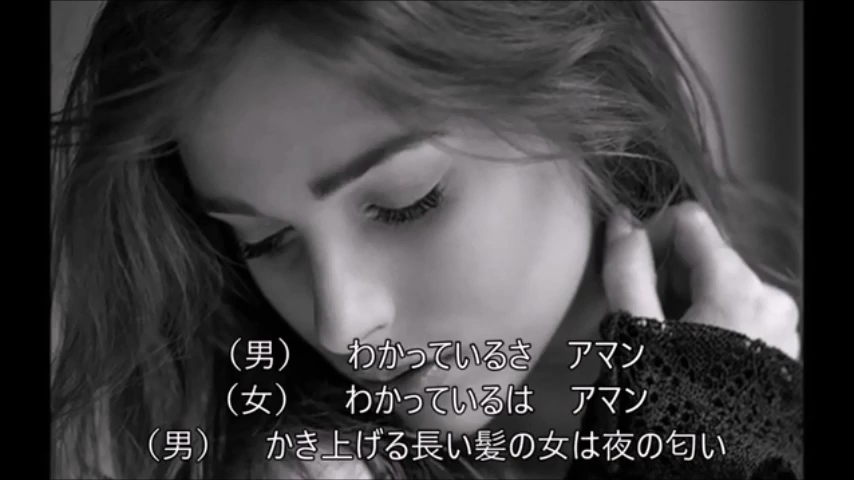 （男）　わかっているさ　アマン
（女）　わかっているは　アマン
（男）　かき上げる長い髪の女は夜の匂い